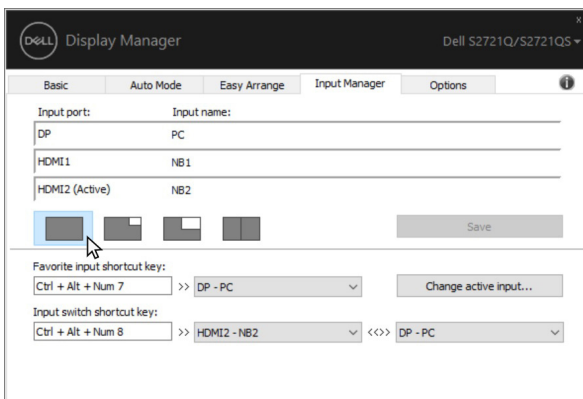 DELL Display Manager
x
Dell S2721Q/S2721QS
Basic Auto Mode Easy Arrange Input Manager Options i
Input port: Input name:
DP PC
HDMI1 NB1
HDMI2 (Active) NB2
Save
Favorite input shortcut key:
Ctrl + Alt + Num 7 >> DP - PC Change active input...
Input switch shortcut key:
Ctrl + Alt + Num 8 >> HDMI2 - NB2 <<>> DP - PC